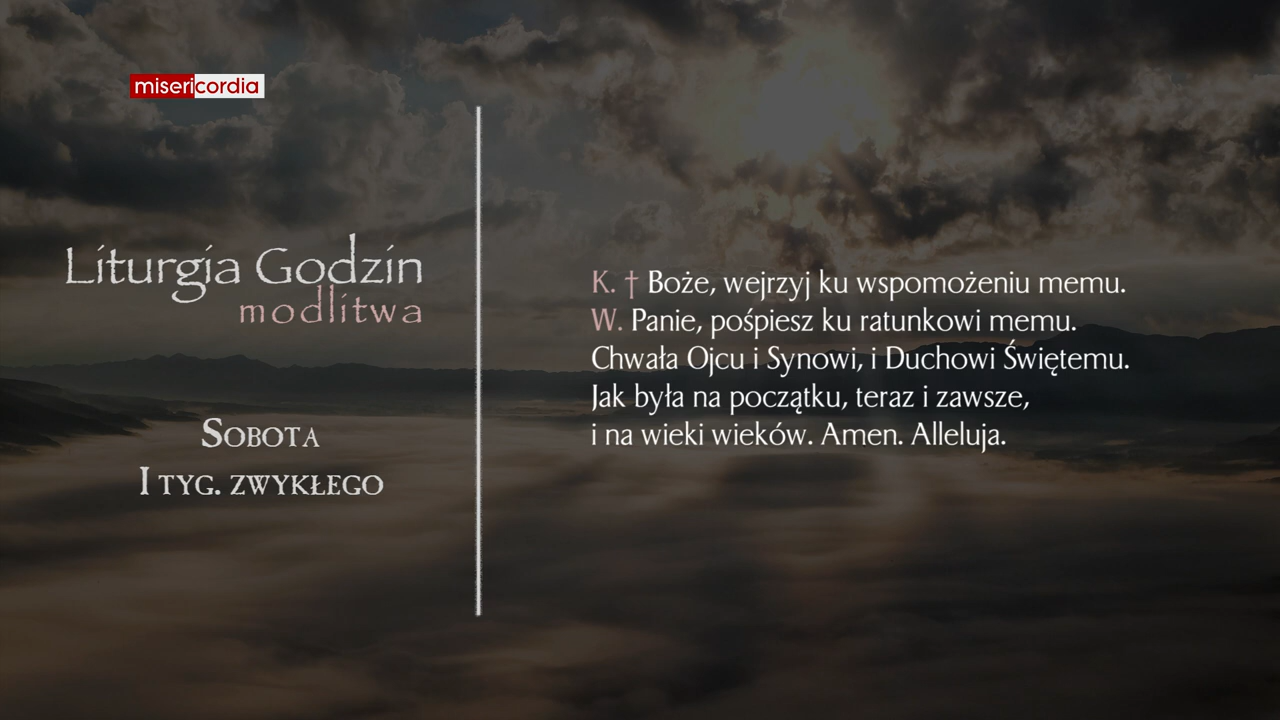 misericordia
Liturgia Godzin
modlitwa
Sobota
I tyg. zwykłego
K. † Boże, wejrzyj ku wspomożeniu memu.
W. Panie, pośpiesz ku ratunkowi memu.
Chwała Ojcu i Synowi, i Duchowi Świętemu.
Jak była na początku, teraz i zawsze,
i na wieki wieków. Amen. Alleluja.